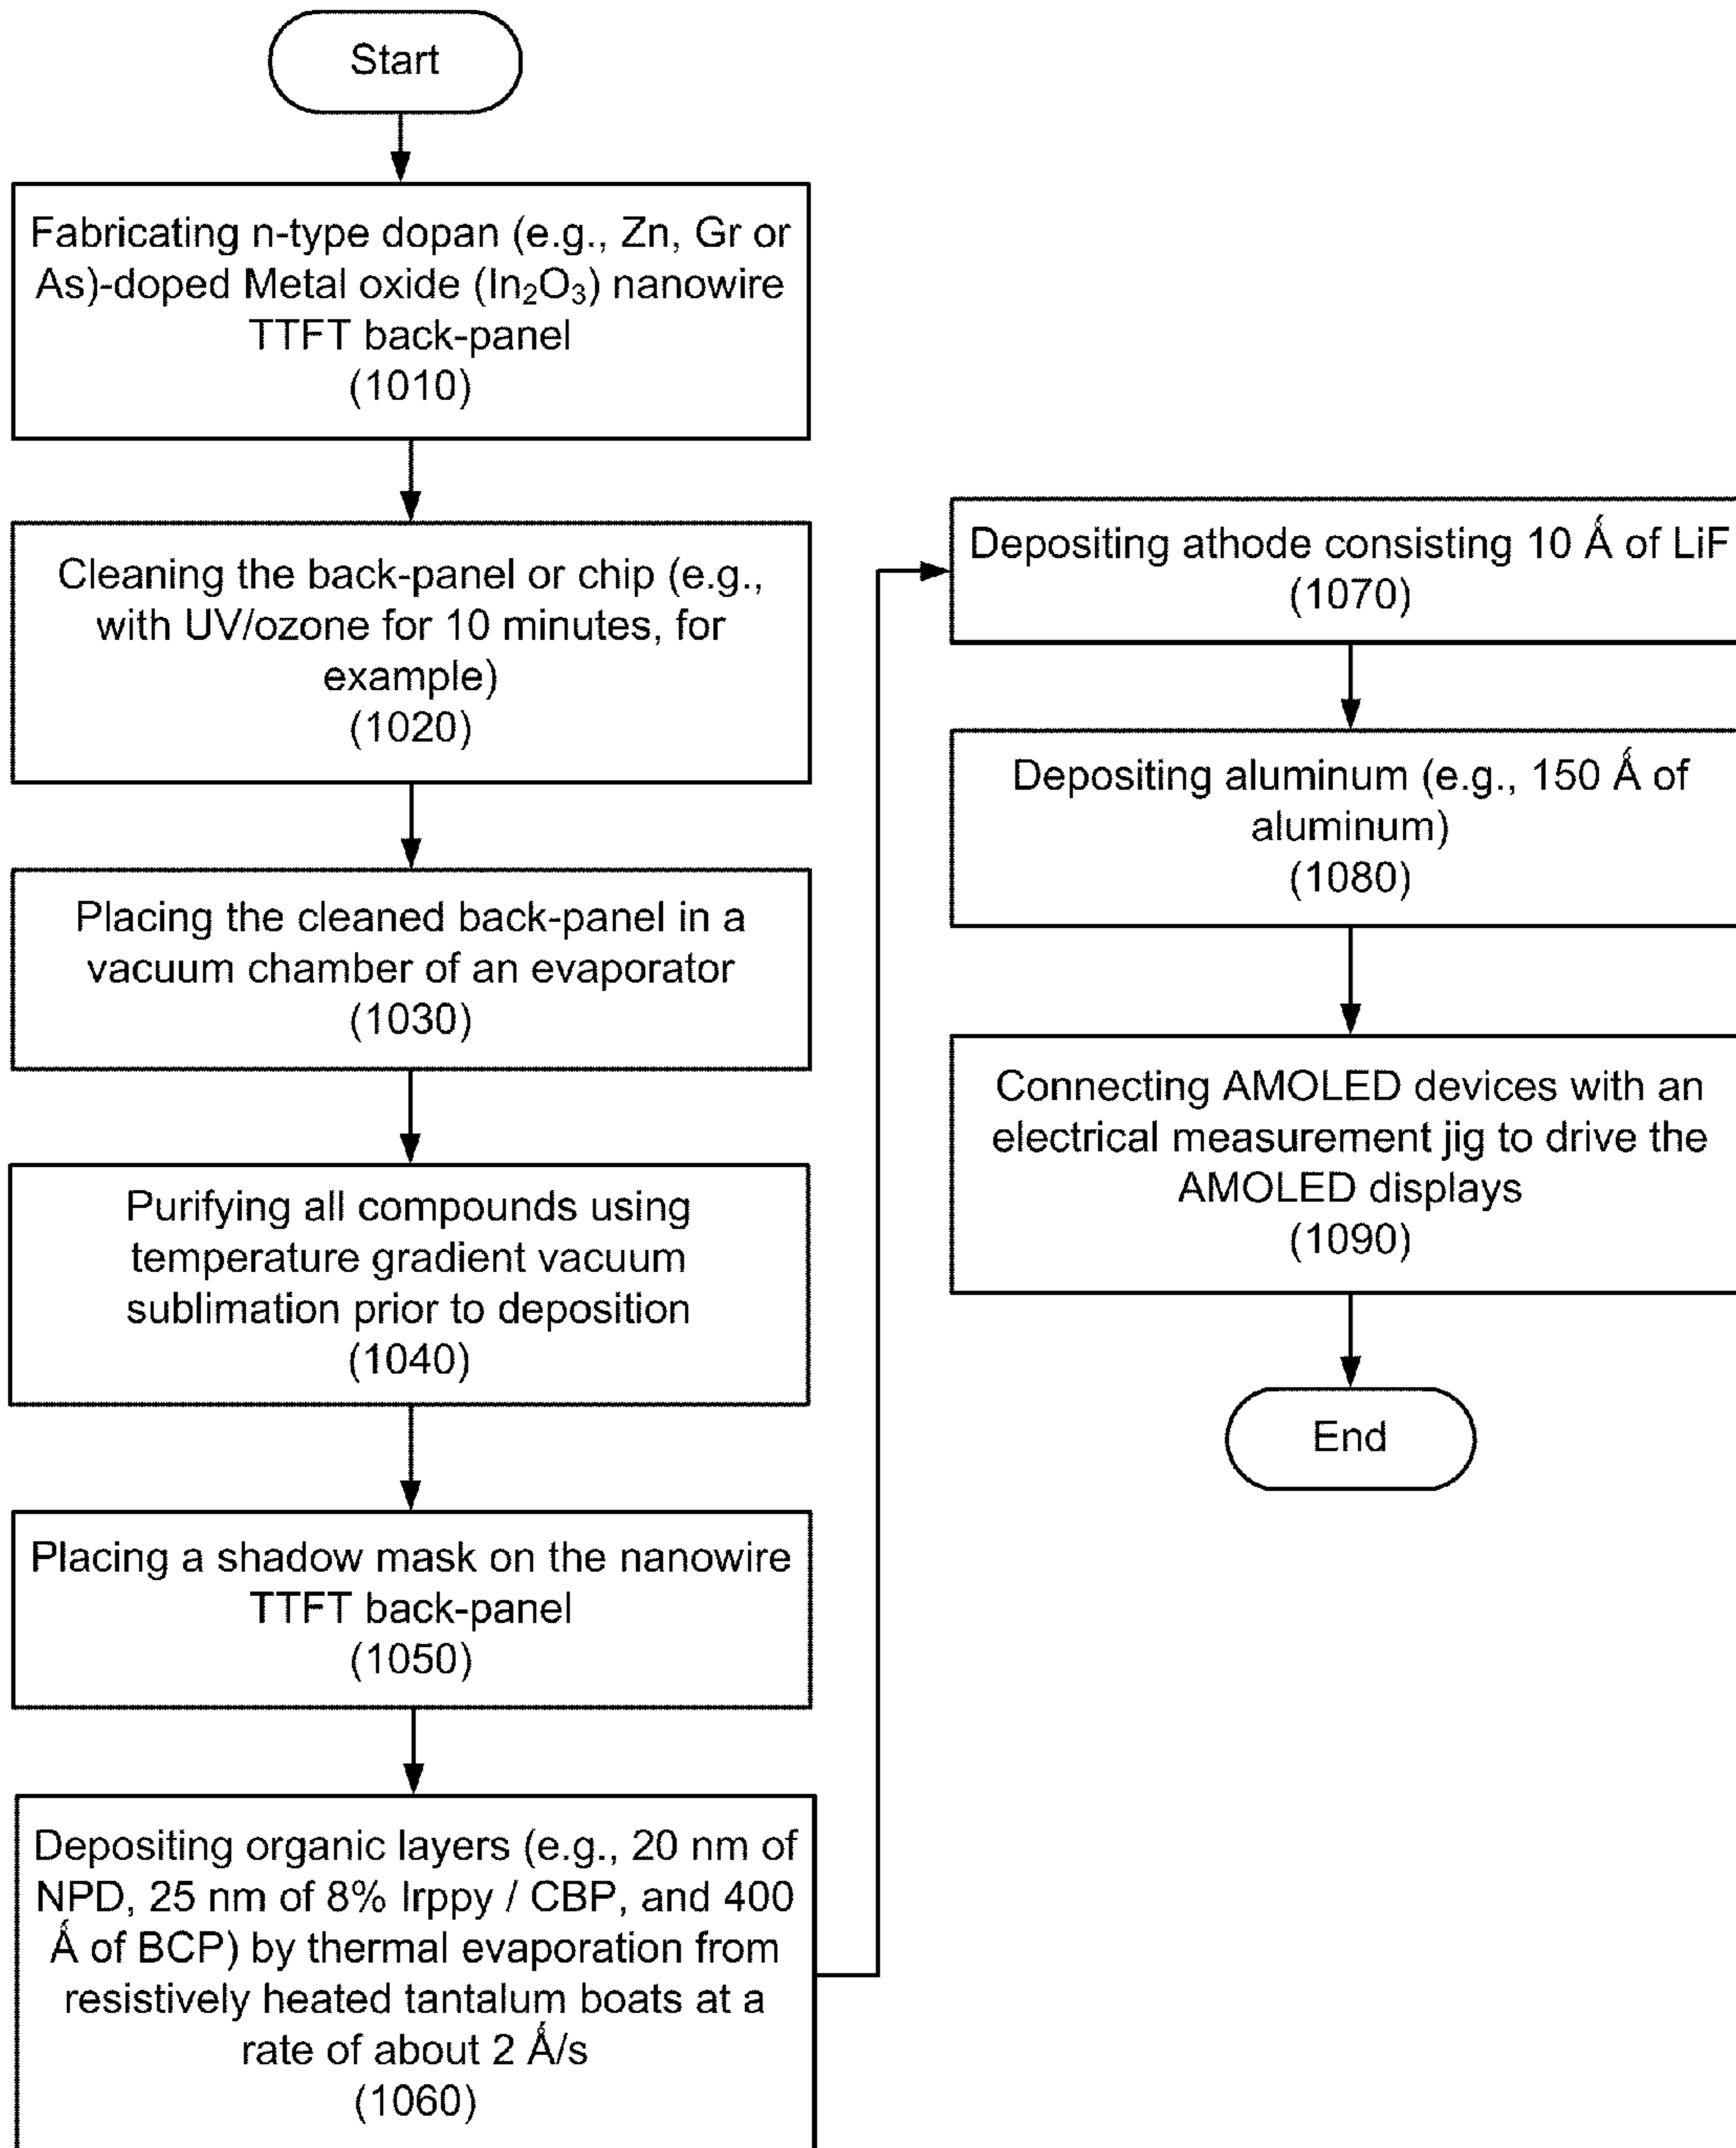 Start
Fabricating n-type dopan (e.g., Zn, Gr or
As)-doped Metal oxide (In₂O₃) nanowire
TTFT back-panel
(1010)
Cleaning the back-panel or chip (e.g.,
with UV/ozone for 10 minutes, for
example)
(1020)
Placing the cleaned back-panel in a
vacuum chamber of an evaporator
(1030)
Purifying all compounds using
temperature gradient vacuum
sublimation prior to deposition
(1040)
Placing a shadow mask on the nanowire
TTFT back-panel
(1050)
Depositing organic layers (e.g., 20 nm of
NPD, 25 nm of 8% Irppy / CBP, and 400
Å of BCP) by thermal evaporation from
resistively heated tantalum boats at a
rate of about 2 Å/s
(1060)
Depositing athode consisting 10 Å of LiF
(1070)
Depositing aluminum (e.g., 150 Å of
aluminum)
(1080)
Connecting AMOLED devices with an
electrical measurement jig to drive the
AMOLED displays
(1090)
End